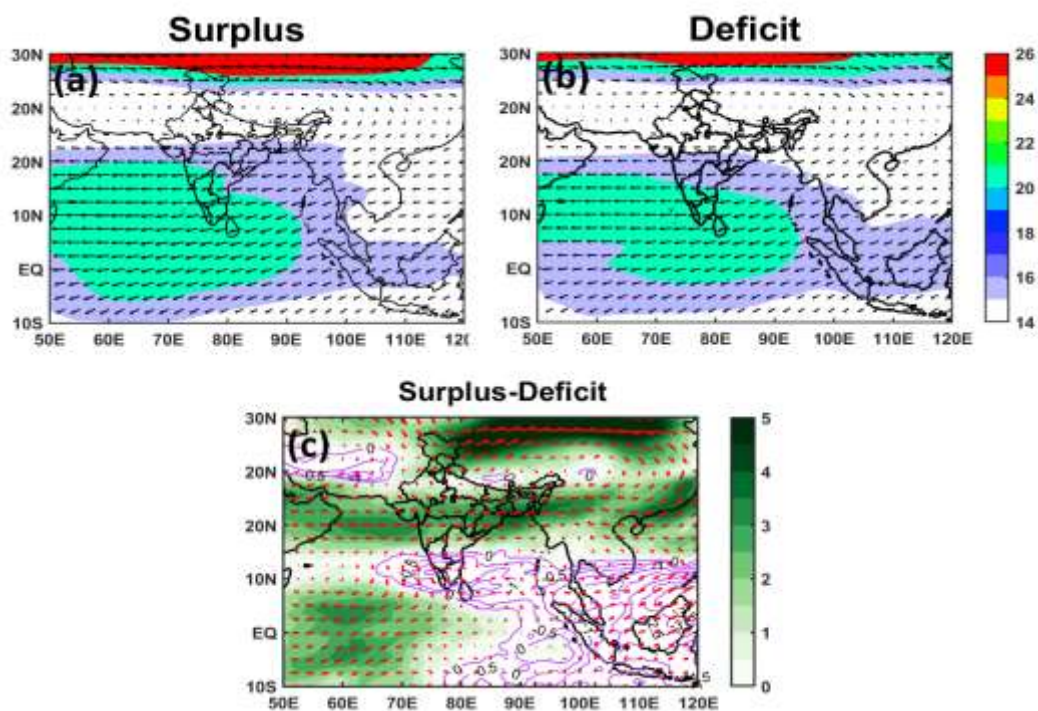 Surplus
Deficit
(a)
30N
20N
20N
10N
EQ
10S
50E 60E 70E 80E 90E 100E 110E 120
(b)
30N
20N
20N
10N
EQ
10S
50E 60E 70E 80E 90E 100E 110E 120E
26
26
24
22
20
18
16
14
Surplus-Deficit
(c)
30N
20N
20N
10N
EQ
10S
50E 60E 70E 80E 90E 100E 110E 120E
5
4
3
2
1
0